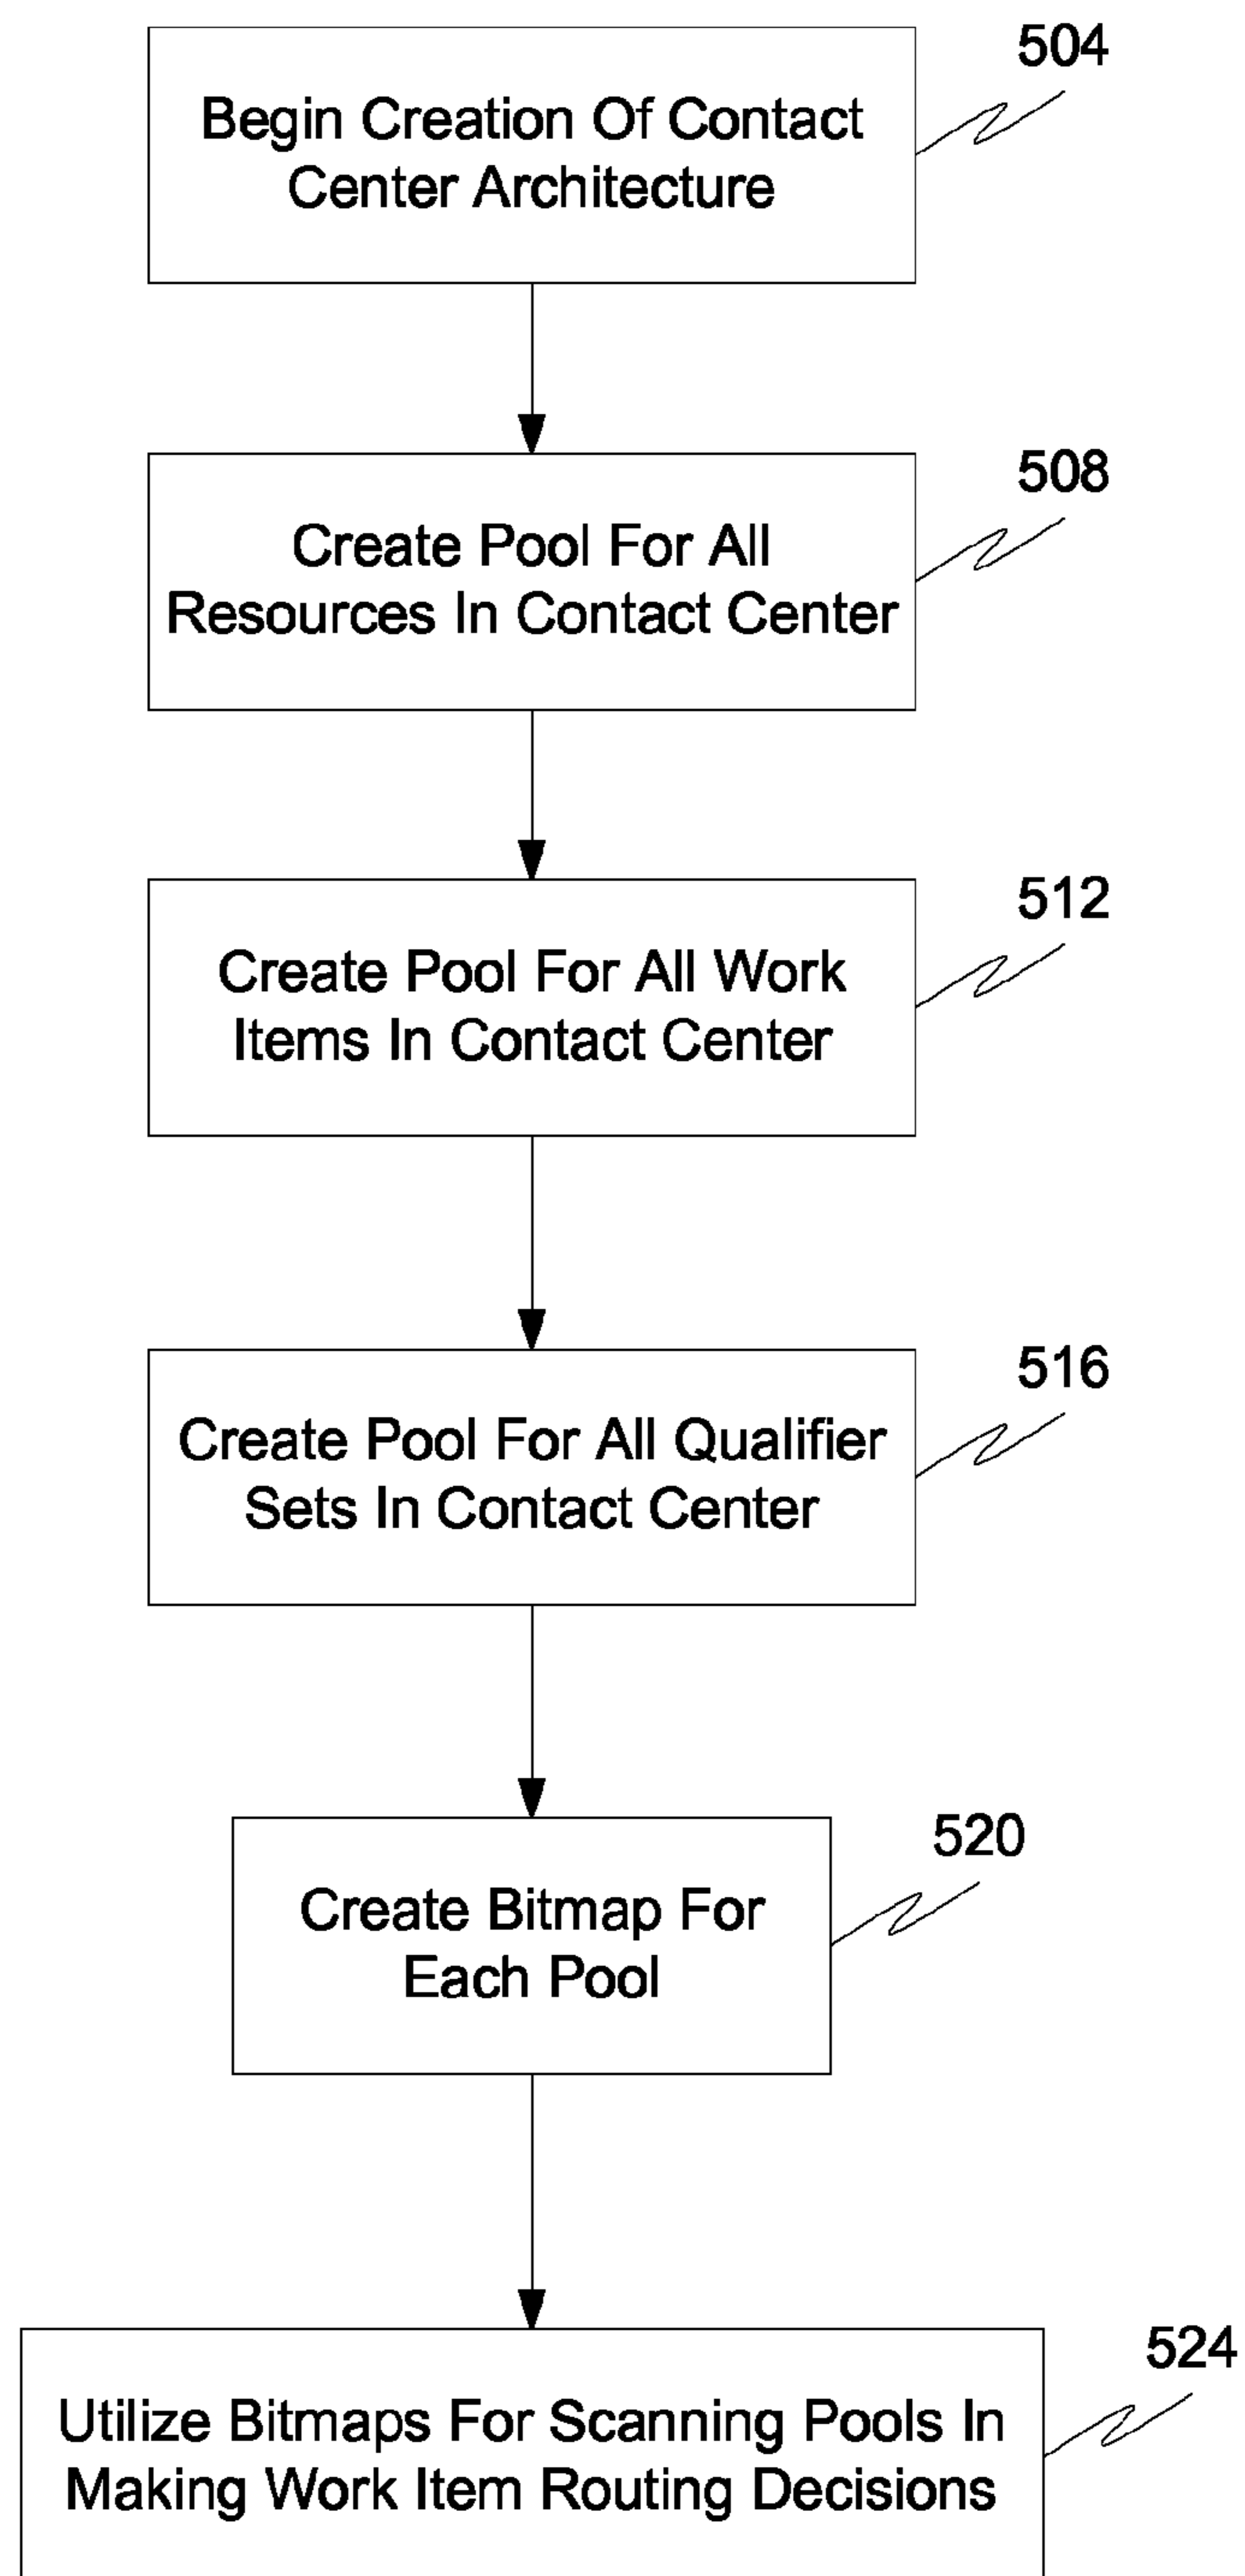 504
Begin Creation Of Contact
Center Architecture
508
Create Pool For All
Resources In Contact Center
512
Create Pool For All Work
Items In Contact Center
516
Create Pool For All Qualifier
Sets In Contact Center
520
Create Bitmap For
Each Pool
524
Utilize Bitmaps For Scanning Pools In
Making Work Item Routing Decisions